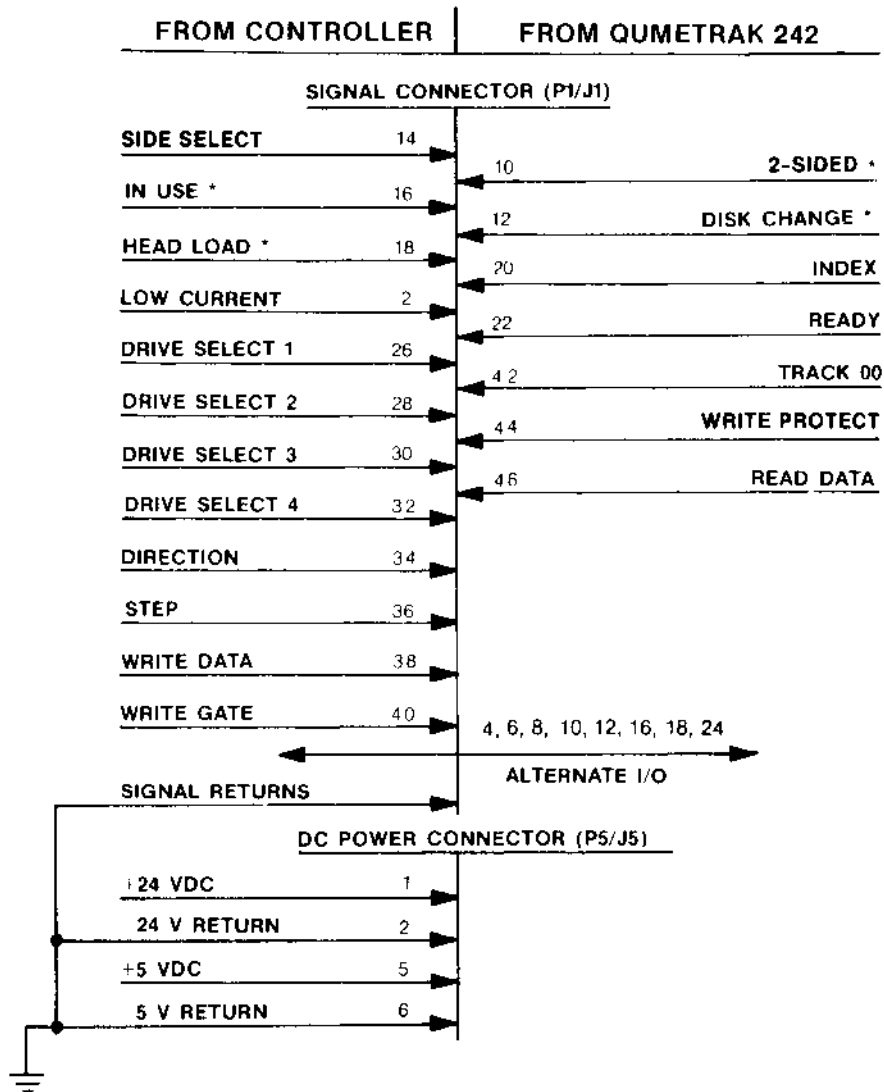 FROM CONTROLLER FROM QUMETRAK 242
SIGNAL CONNECTOR (P1/J1)
SIDE SELECT 14
10 2-SIDED *
IN USE * 16
12 DISK CHANGE *
HEAD LOAD * 18
20 INDEX
LOW CURRENT 2
22 READY
DRIVE SELECT 1 26
42 TRACK 00
DRIVE SELECT 2 28
44 WRITE PROTECT
DRIVE SELECT 3 30
46 READ DATA
DRIVE SELECT 4 32
DIRECTION 34
STEP 36
WRITE DATA 38
WRITE GATE 40
4, 6, 8, 10, 12, 16, 18, 24
ALTERNATE I/O
SIGNAL RETURNS
DC POWER CONNECTOR (P5/J5)
+24 VDC 1
24 V RETURN 2
+5 VDC 5
5 V RETURN 6